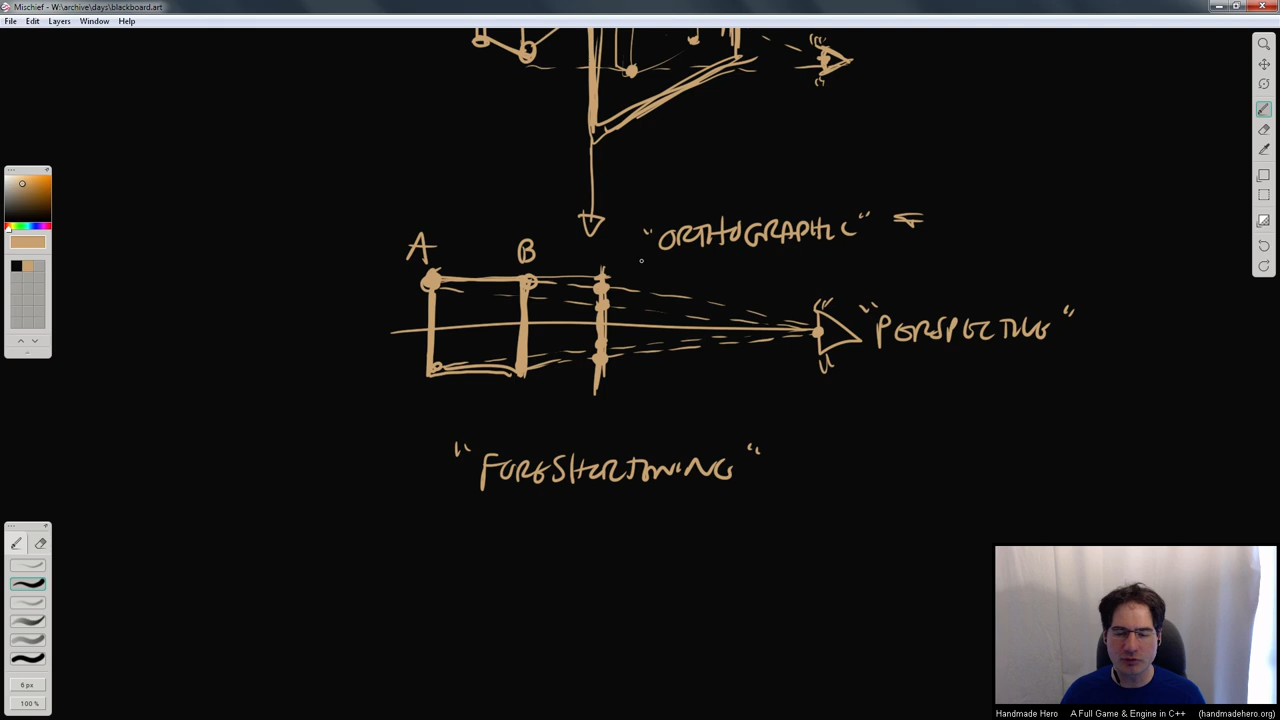 Mischief - W:\archive\days\blackboard.art
File Edit Layers Window Help
"ORTHOGRAPHIC"
A B
"PERSPECTIVE"
"FORESHORTENING"
6 px
100 %
Handmade Hero A Full Game & Engine in C++ (handmadehero.org)